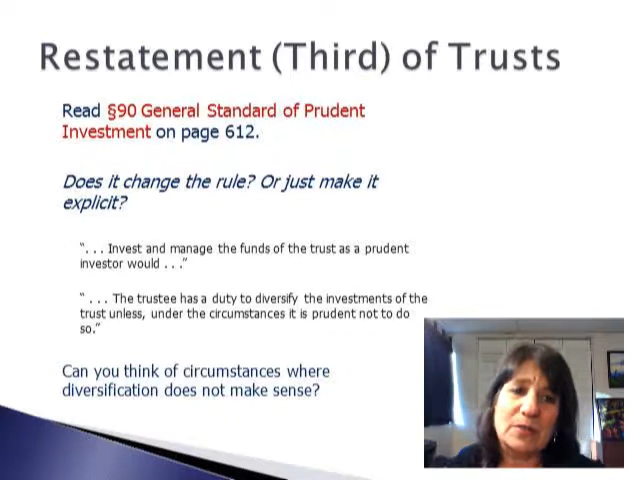 Restatement (Third) of Trusts
Read §90 General Standard of Prudent
Investment on page 612.
Does it change the rule? Or just make it
explicit?
“. . . Invest and manage the funds of the trust as a prudent
investor would . . .”
“ . . . The trustee has a duty to diversify the investments of the
trust unless, under the circumstances it is prudent not to do
so.”
Can you think of circumstances where
diversification does not make sense?